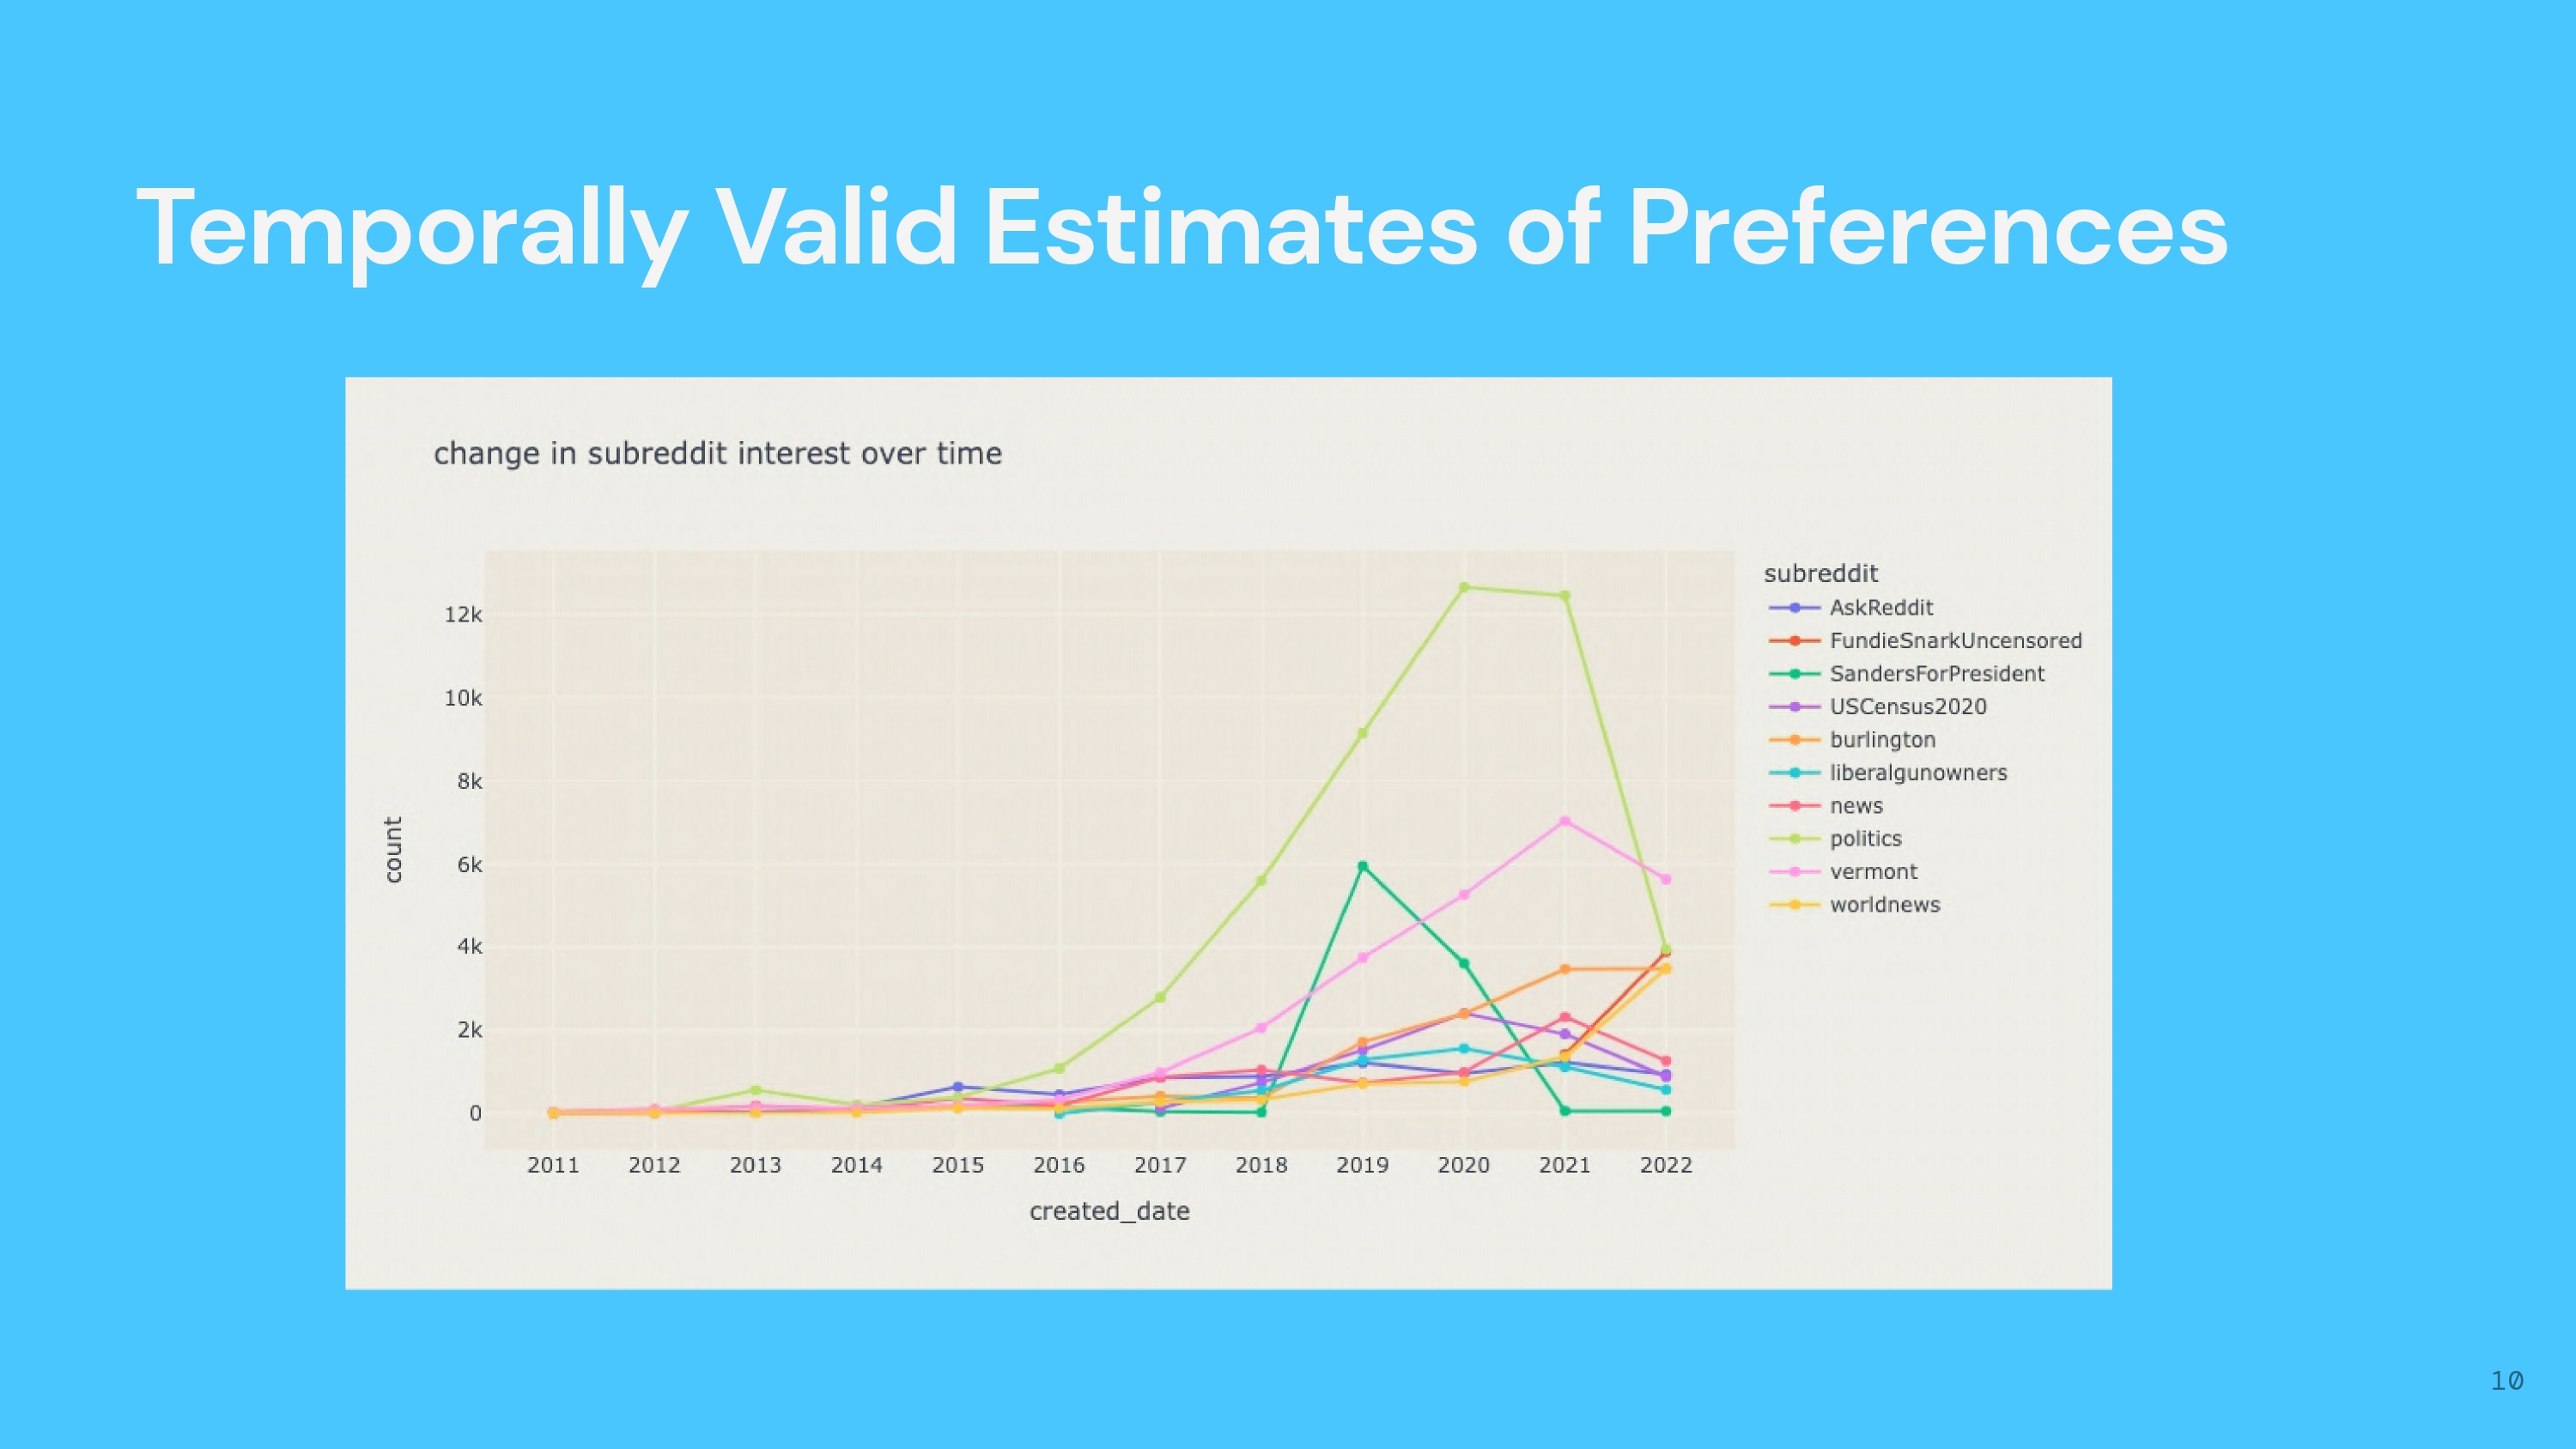 Temporally Valid Estimates of Preferences
change in subreddit interest over time
subreddit
AskReddit
FundieSnarkUncensored
SandersForPresident
USCensus2020
burlington
liberalgunowners
news
politics
vermont
worldnews
count
12k
10k
8k
6k
4k
2k
0
2011 2012 2013 2014 2015 2016 2017 2018 2019 2020 2021 2022
created_date
10